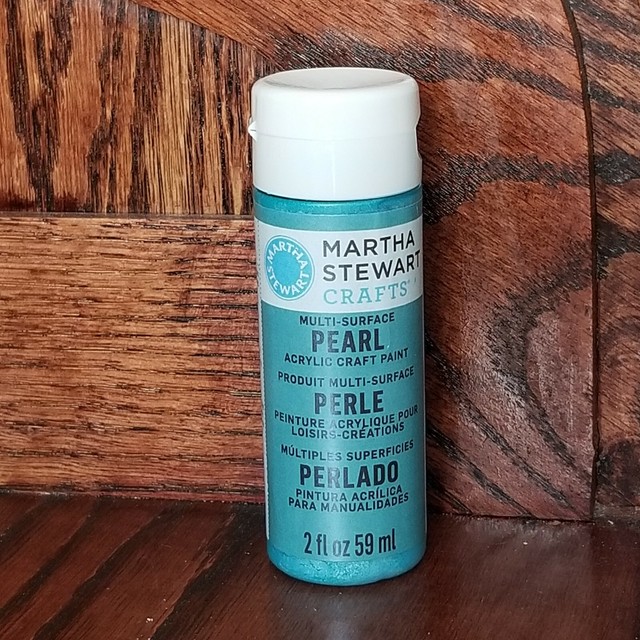 MARTHA STEWART
MARTHA
STEWART
CRAFTS®
MULTI-SURFACE
PEARL
ACRYLIC CRAFT PAINT
PRODUIT MULTI-SURFACE
PERLE
PEINTURE ACRYLIQUE POUR
LOISIRS-CRÉATIONS
MÚLTIPLES SUPERFICIES
PERLADO
PINTURA ACRÍLICA
PARA MANUALIDADES
2 fl oz 59 ml